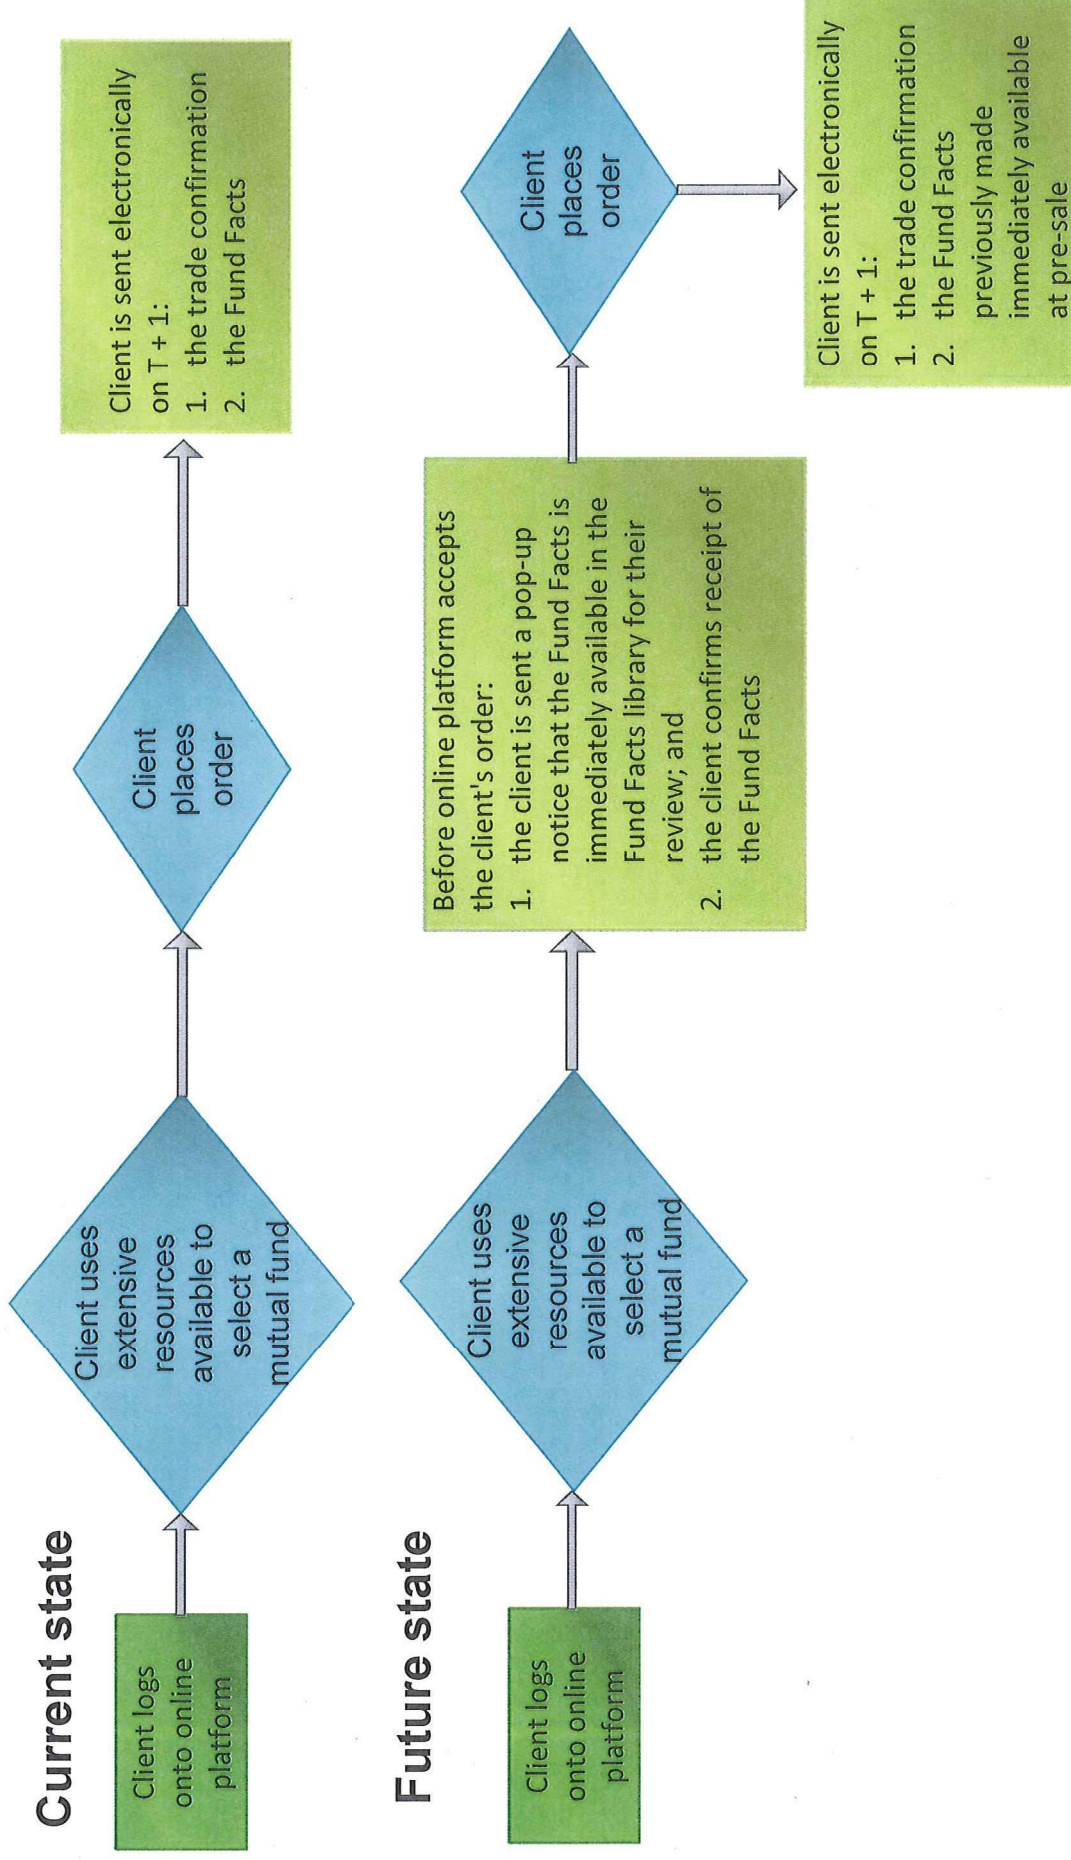 Current state
Client logs
onto online
platform
Client uses
extensive
resources
available to
select a
mutual fund
Client
places
order
Client is sent electronically
on T + 1:
1. the trade confirmation
2. the Fund Facts
Future state
Client logs
onto online
platform
Client uses
extensive
resources
available to
select a
mutual fund
Before online platform accepts
the client's order:
1. the client is sent a pop-up
notice that the Fund Facts is
immediately available in the
Fund Facts library for their
review; and
2. the client confirms receipt of
the Fund Facts
Client
places
order
Client is sent electronically
on T + 1:
1. the trade confirmation
2. the Fund Facts
previously made
immediately available
at pre-sale